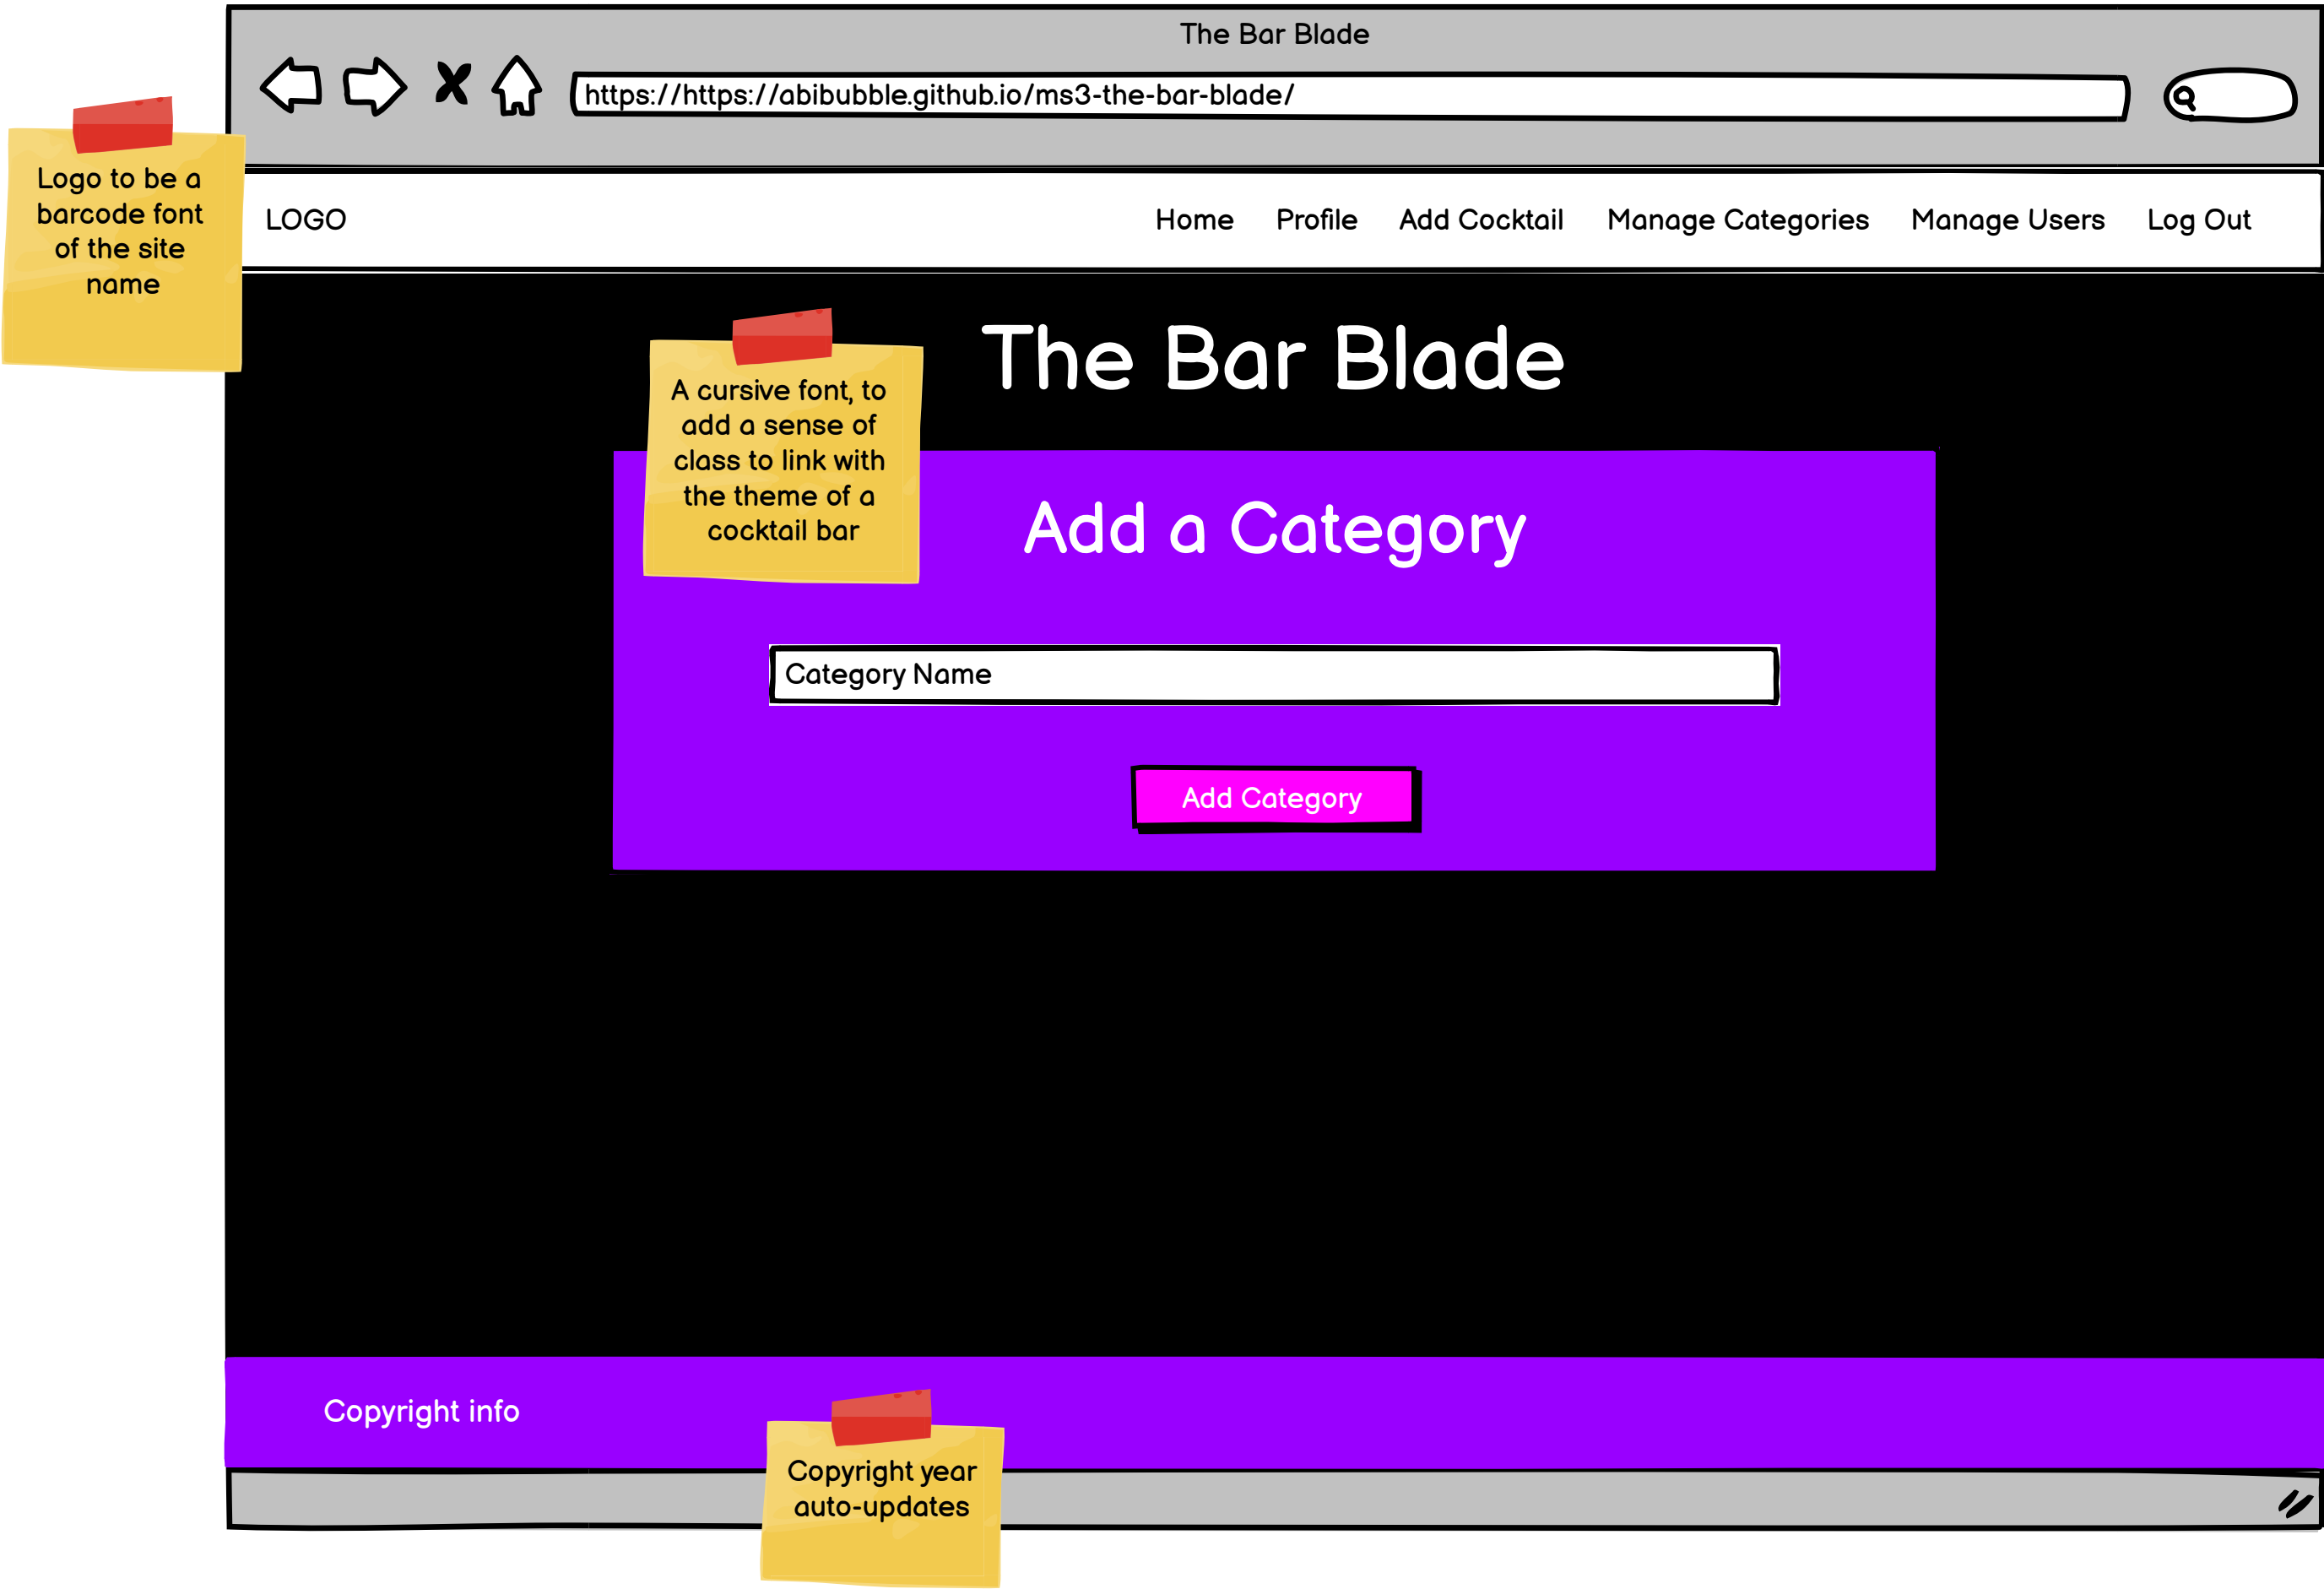 The Bar Blade
https://https://abibubble.github.io/ms3-the-bar-blade/
Logo to be a
barcode font
of the site
name
LOGO
Home Profile Add Cocktail Manage Categories Manage Users Log Out
The Bar Blade
A cursive font, to
add a sense of
class to link with
the theme of a
cocktail bar
Add a Category
Category Name
Add Category
Copyright info
Copyright year
auto-updates